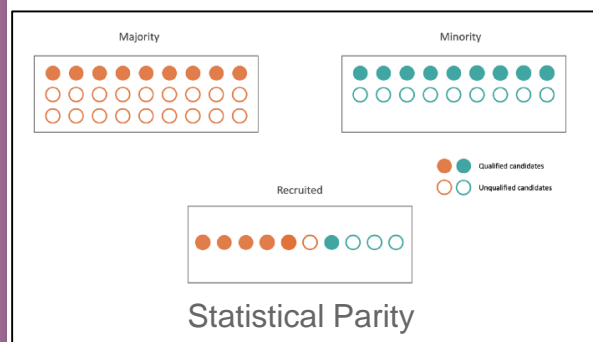 Majority
Minority
Qualified candidates
Unqualified candidates
Recruited
Statistical Parity